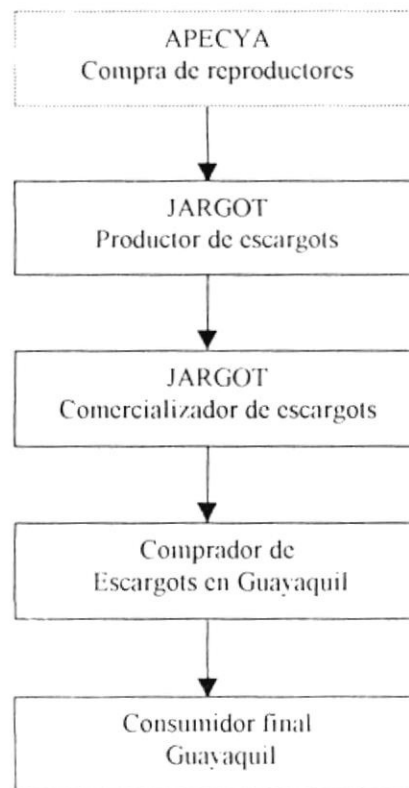 APECYA
Compra de reproductores
JARGOT
Productor de escargots
JARGOT
Comercializador de escargots
Comprador de
Escargots en Guayaquil
Consumidor final
Guayaquil